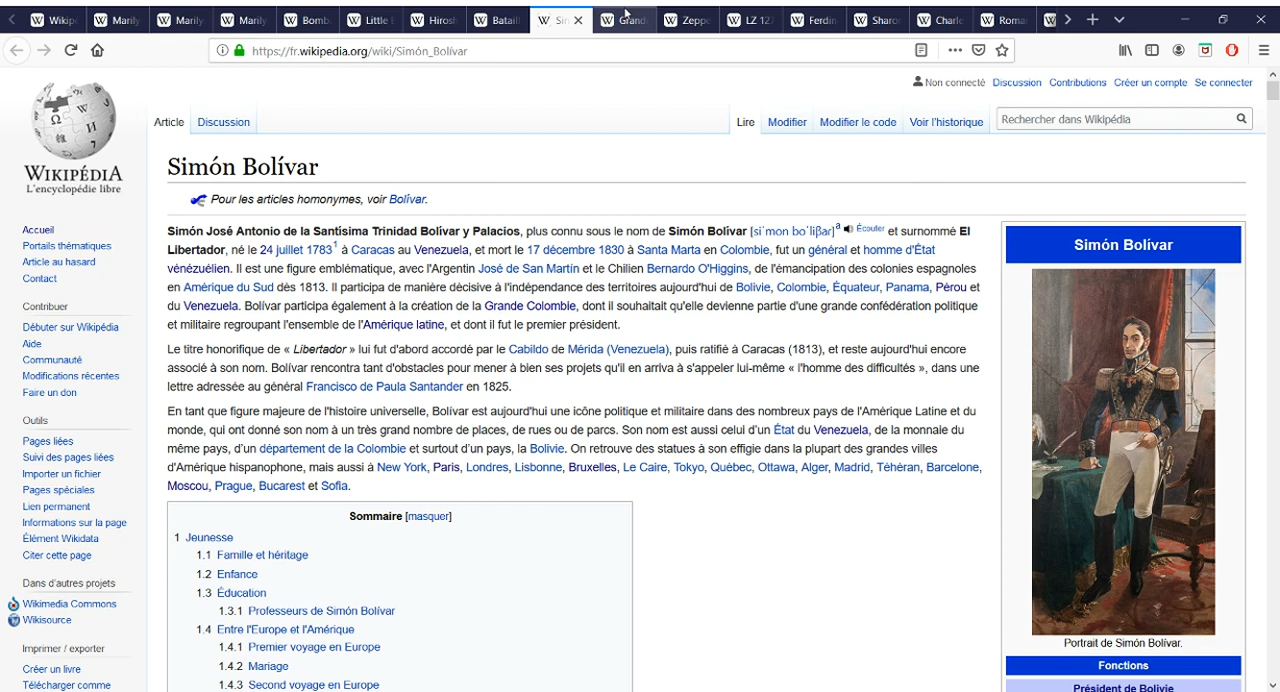 Wikip Marily Marily Marily Bomb Little Hirosh Batail Sin Grand Zeppe LZ 127 Ferdin Sharo Charle Roma
https://fr.wikipedia.org/wiki/Simón_Bolívar
Non connecté Discussion Contributions Créer un compte Se connecter
Article Discussion Lire Modifier Modifier le code Voir l'historique Rechercher dans Wikipédia
WIKIPÉDIA
L'encyclopédie libre
Accueil
Portails thématiques
Article au hasard
Contact
Contribuer
Débuter sur Wikipédia
Aide
Communauté
Modifications récentes
Faire un don
Outils
Pages liées
Suivi des pages liées
Importer un fichier
Pages spéciales
Lien permanent
Informations sur la page
Élément Wikidata
Citer cette page
Dans d'autres projets
Wikimedia Commons
Wikisource
Imprimer / exporter
Créer un livre
Télécharger comme
Simón Bolívar
Pour les articles homonymes, voir Bolívar.
Simón José Antonio de la Santísima Trinidad Bolívar y Palacios, plus connu sous le nom de Simón Bolívar [siˈmon boˈliβaɾ]a Écouter et surnommé El
Libertador, né le 24 juillet 1783 1 à Caracas au Venezuela, et mort le 17 décembre 1830 à Santa Marta en Colombie, fut un général et homme d'État
vénézuélien. Il est une figure emblématique, avec l'Argentin José de San Martín et le Chilien Bernardo O'Higgins, de l'émancipation des colonies espagnoles
en Amérique du Sud dès 1813. Il participa de manière décisive à l'indépendance des territoires aujourd'hui de Bolivie, Colombie, Équateur, Panama, Pérou et
du Venezuela. Bolívar participa également à la création de la Grande Colombie, dont il souhaitait qu'elle devienne partie d'une grande confédération politique
et militaire regroupant l'ensemble de l'Amérique latine, et dont il fut le premier président.
Le titre honorifique de « Libertador » lui fut d'abord accordé par le Cabildo de Mérida (Venezuela), puis ratifié à Caracas (1813), et reste aujourd'hui encore
associé à son nom. Bolívar rencontra tant d'obstacles pour mener à bien ses projets qu'il en arriva à s'appeler lui-même « l'homme des difficultés », dans une
lettre adressée au général Francisco de Paula Santander en 1825.
En tant que figure majeure de l'histoire universelle, Bolívar est aujourd'hui une icône politique et militaire dans des nombreux pays de l'Amérique Latine et du
monde, qui ont donné son nom à un très grand nombre de places, de rues ou de parcs. Son nom est aussi celui d'un État du Venezuela, de la monnaie du
même pays, d'un département de la Colombie et surtout d'un pays, la Bolivie. On retrouve des statues à son effigie dans la plupart des grandes villes
d'Amérique hispanophone, mais aussi à New York, Paris, Londres, Lisbonne, Bruxelles, Le Caire, Tokyo, Québec, Ottawa, Alger, Madrid, Téhéran, Barcelone,
Moscou, Prague, Bucarest et Sofia.
Sommaire [masquer]
1 Jeunesse
1.1 Famille et héritage
1.2 Enfance
1.3 Éducation
1.3.1 Professeurs de Simón Bolívar
1.4 Entre l'Europe et l'Amérique
1.4.1 Premier voyage en Europe
1.4.2 Mariage
1.4.3 Second voyage en Europe
Simón Bolívar
Portrait de Simón Bolívar.
Fonctions
Président de Bolivie